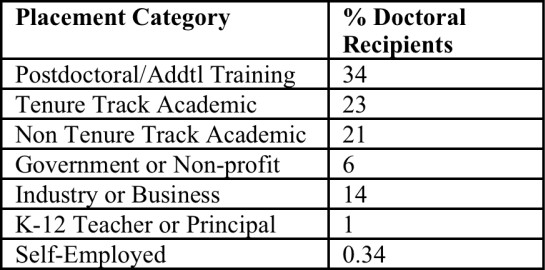 Placement Category % Doctoral
Recipients
Postdoctoral/Addtl Training 34
Tenure Track Academic 23
Non Tenure Track Academic 21
Government or Non-profit 6
Industry or Business 14
K-12 Teacher or Principal 1
Self-Employed 0.34